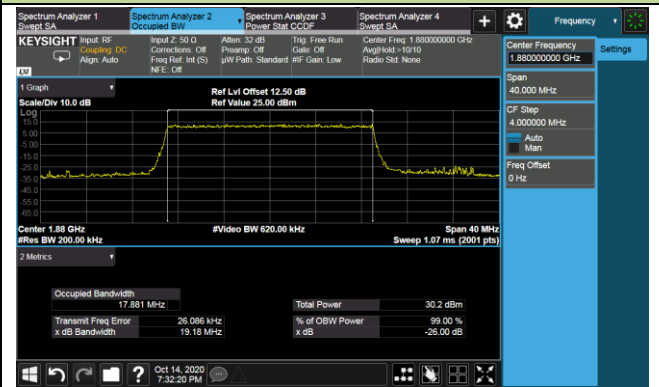 Spectrum Analyzer 1
Swept SA
Spectrum Analyzer 2
Occupied BW
Spectrum Analyzer 3
Power Stat CCDF
Spectrum Analyzer 4
Swept SA
+
Frequency
KEYSIGHT
Input: RF
Coupling: DC
Align: Auto
Input Z: 50 Ω
Corrections: Off
Freq Ref: Int (S)
NFE: Off
Atten: 32 dB
Preamp: Off
µW Path: Standard
Trig: Free Run
Gate: Off
#IF Gain: Low
Center Freq: 1.880000000 GHz
Avg|Hold:>10/10
Radio Std: None
Center Frequency
1.880000000 GHz
Settings
Span
40.000 MHz
CF Step
4.000000 MHz
Auto
Man
Freq Offset
0 Hz
1 Graph
Scale/Div 10.0 dB
Ref Lvl Offset 12.50 dB
Ref Value 25.00 dBm
Log
15.0
5.00
-5.00
-15.0
-25.0
-35.0
-45.0
-55.0
-65.0
Center 1.88 GHz
#Res BW 200.00 kHz
#Video BW 620.00 kHz
Span 40 MHz
Sweep 1.07 ms (2001 pts)
2 Metrics
Occupied Bandwidth
17.881 MHz
Total Power 30.2 dBm
Transmit Freq Error 26.086 kHz
% of OBW Power 99.00 %
x dB Bandwidth 19.18 MHz
x dB -26.00 dB
?
Oct 14, 2020
7:32:20 PM